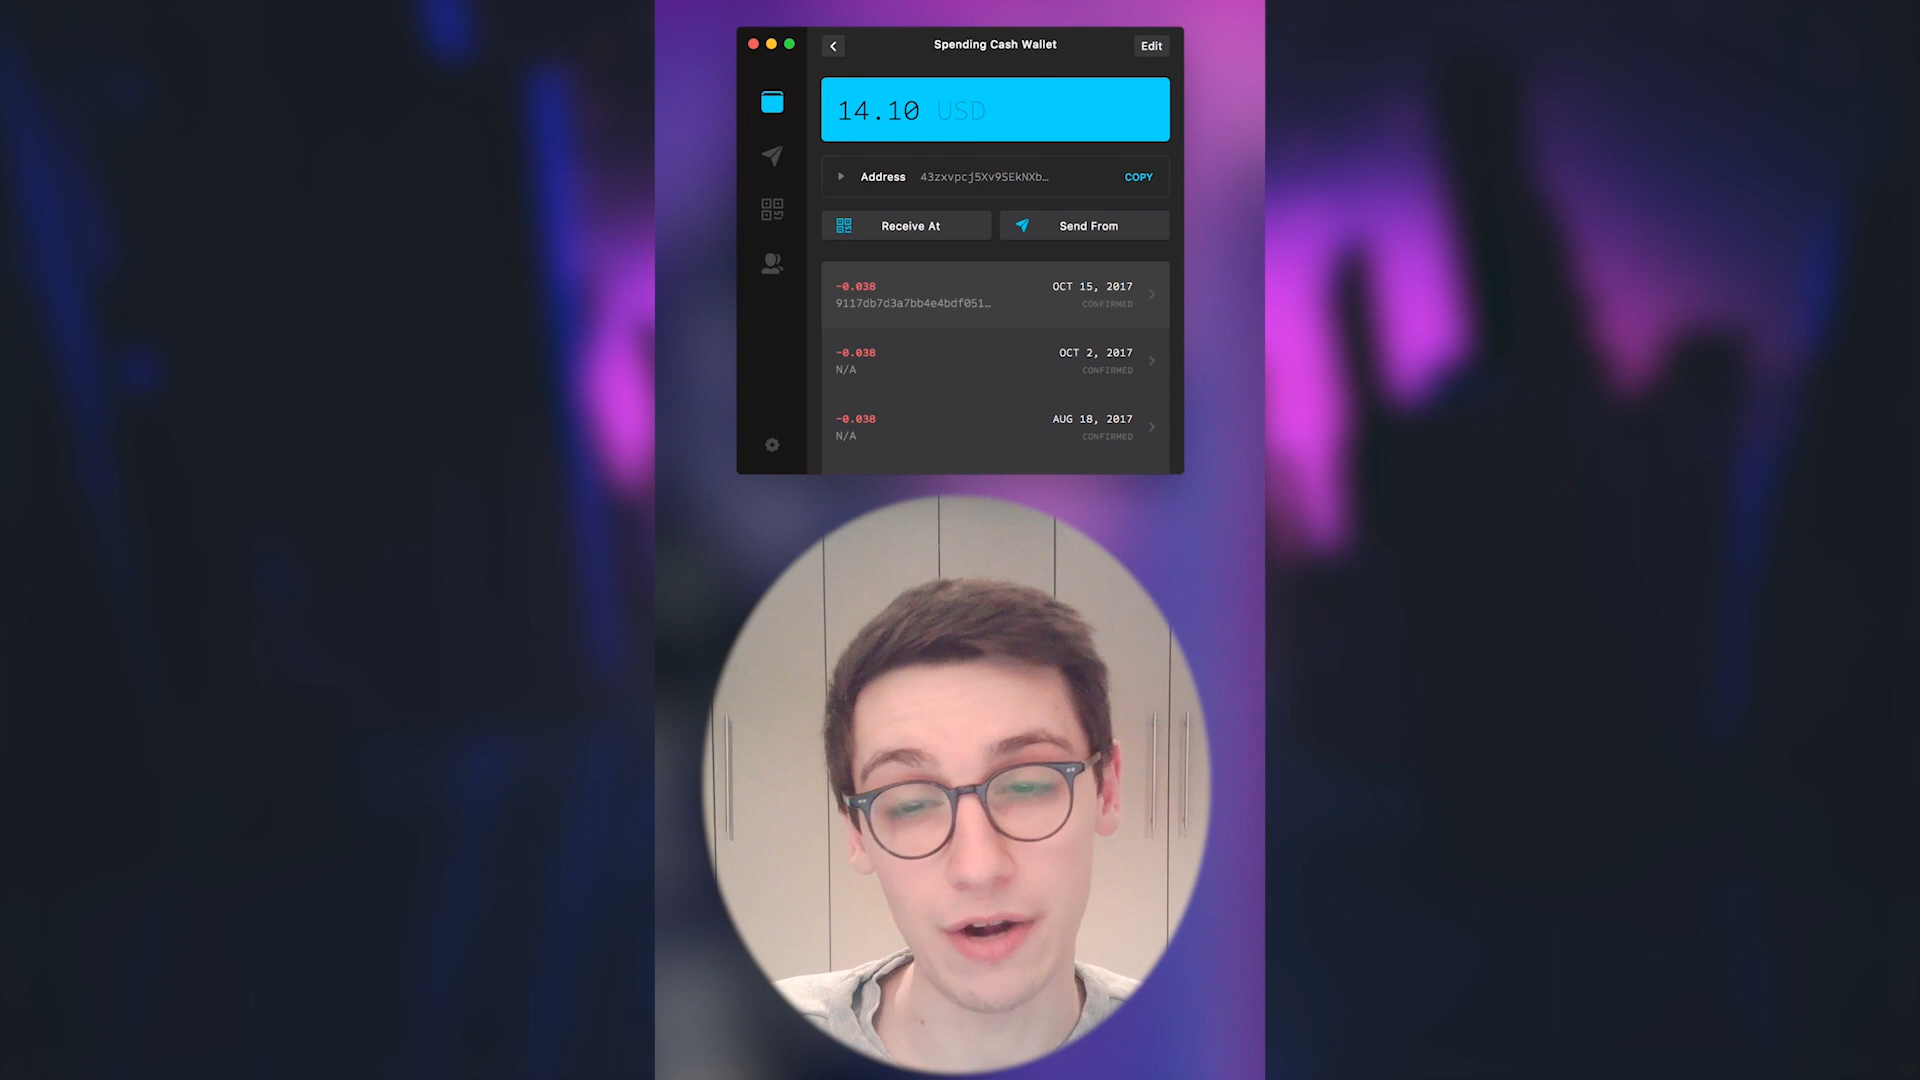 Spending Cash Wallet
Edit
14.10 USD
Address 43zxvpcj5Xv9SEkNXb…
COPY
Receive At
Send From
-0.038
OCT 15, 2017
9117db7d3a7bb4e4bdf051…
CONFIRMED
-0.038
OCT 2, 2017
N/A
CONFIRMED
-0.038
AUG 18, 2017
N/A
CONFIRMED